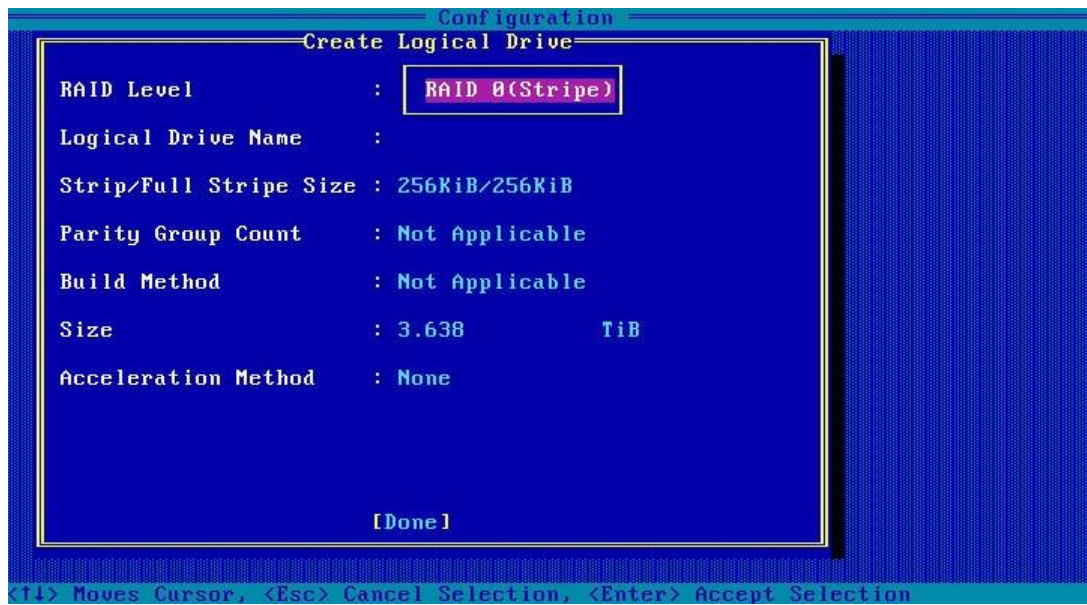 Configuration
Create Logical Drive
RAID Level : RAID 0(Stripe)
Logical Drive Name :
Strip/Full Stripe Size : 256KiB/256KiB
Parity Group Count : Not Applicable
Build Method : Not Applicable
Size : 3.638 TiB
Acceleration Method : None
[Done]
<↑↓> Moves Cursor, <Esc> Cancel Selection, <Enter> Accept Selection